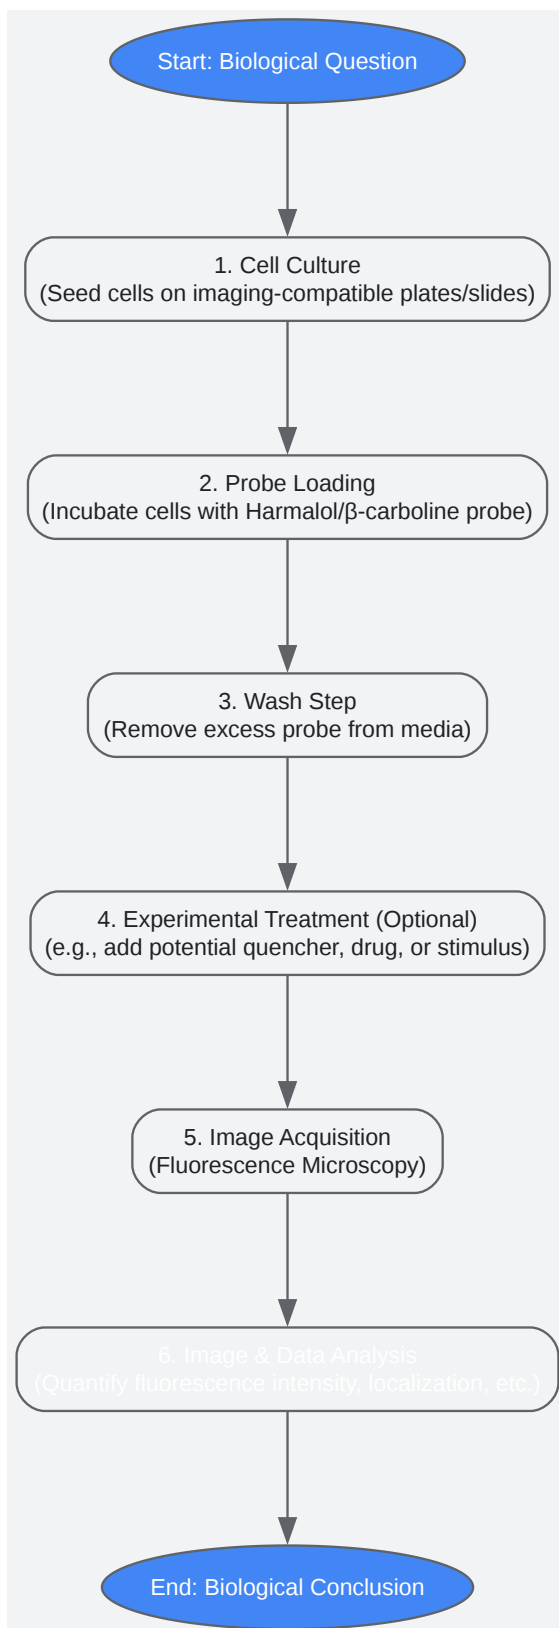 Start: Biological Question
1. Cell Culture
(Seed cells on imaging-compatible plates/slides)
2. Probe Loading
(Incubate cells with Harmalol/β-carboline probe)
3. Wash Step
(Remove excess probe from media)
4. Experimental Treatment (Optional)
(e.g., add potential quencher, drug, or stimulus)
5. Image Acquisition
(Fluorescence Microscopy)
6. Image & Data Analysis
(Quantify fluorescence intensity, localization, etc.)
End: Biological Conclusion